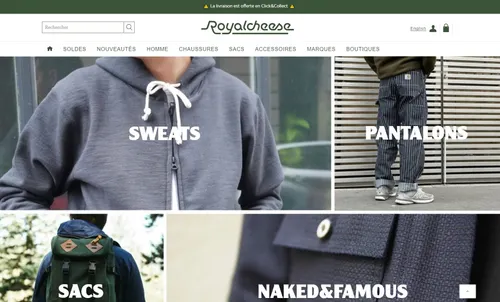 La livraison est offerte en Click&Collect
Recherche
Royalcheese
English
SOLDES NOUVEAUTÉS HOMME CHAUSSURES SACS ACCESSOIRES MARQUES BOUTIQUES
SWEATS
PANTALONS
SACS
NAKED&FAMOUS